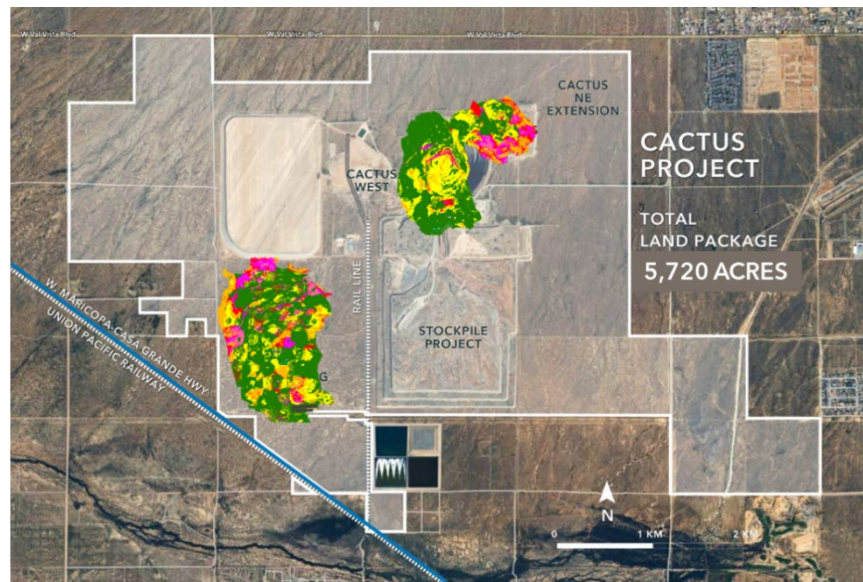 W Val Vista Blvd
W Val Vista Blvd
W Val Vista Blvd
CACTUS
NE
EXTENSION
CACTUS
PROJECT
CACTUS
WEST
TOTAL
LAND PACKAGE
5,720 ACRES
RAIL LINE
W. MARICOPA-CASA GRANDE HWY
UNION PACIFIC RAILWAY
STOCKPILE
PROJECT
G
N
0 1 KM 2 KM